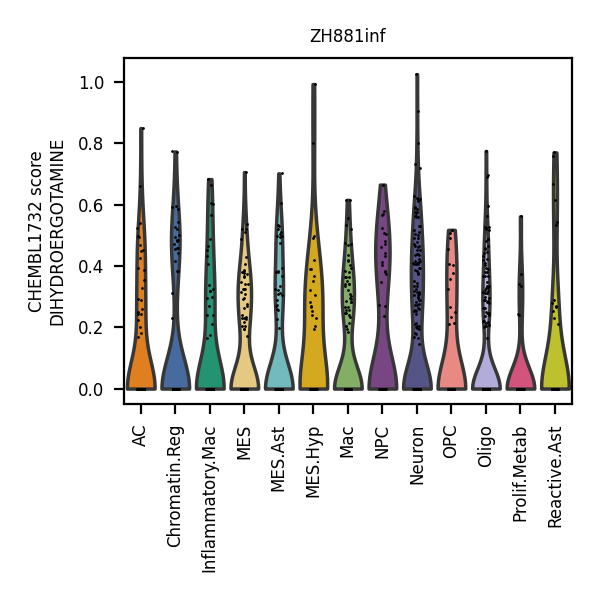 ZH881inf
CHEMBL1732 score
DIHYDROERGOTAMINE
1.0
0.8
0.6
0.4
0.2
0.0
AC
Chromatin.Reg
Inflammatory.Mac
MES
MES.Ast
MES.Hyp
Mac
NPC
Neuron
OPC
Oligo
Prolif.Metab
Reactive.Ast